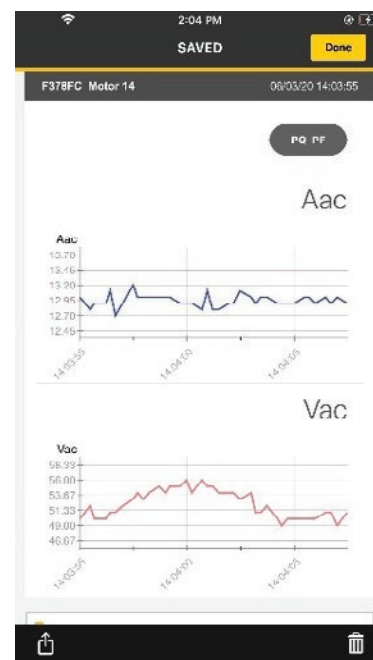 2:04 PM
SAVED
Done
F378FC Motor 14
06/03/20 14:03:55
PQ PF
Aac
Aac
13.70
13.46
13.20
12.95
12.70
12.45
14:03:55
14:04:00
14:04:05
Vac
Vac
58.33
56.00
53.67
51.33
49.00
46.67
14:03:55
14:04:00
14:04:05